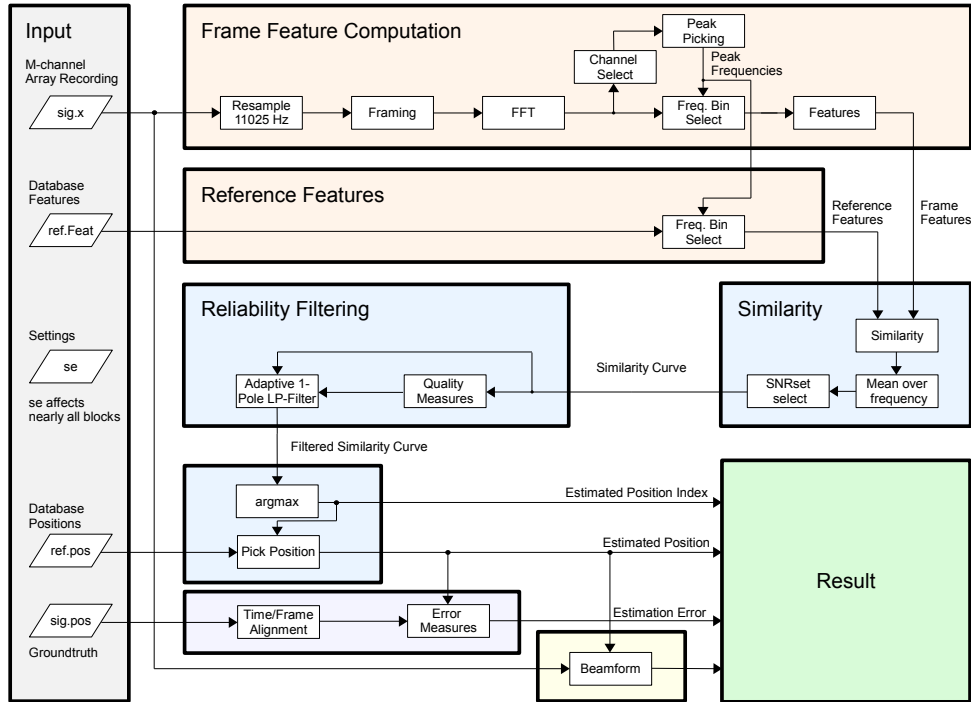 Input
M-channel
Array Recording
sig.x
Database
Features
ref.Feat
Settings
se
se affects
nearly all blocks
Database
Positions
ref.pos
sig.pos
Groundtruth
Frame Feature Computation
Resample
11025 Hz
Framing
FFT
Channel
Select
Peak
Picking
Peak
Frequencies
Freq. Bin
Select
Features
Reference Features
Freq. Bin
Select
Reference
Features
Frame
Features
Reliability Filtering
Adaptive 1-
Pole LP-Filter
Quality
Measures
Similarity Curve
Similarity
Similarity
SNRset
select
Mean over
frequency
Filtered Similarity Curve
argmax
Pick Position
Estimated Position Index
Estimated Position
Time/Frame
Alignment
Error
Measures
Estimation Error
Beamform
Result